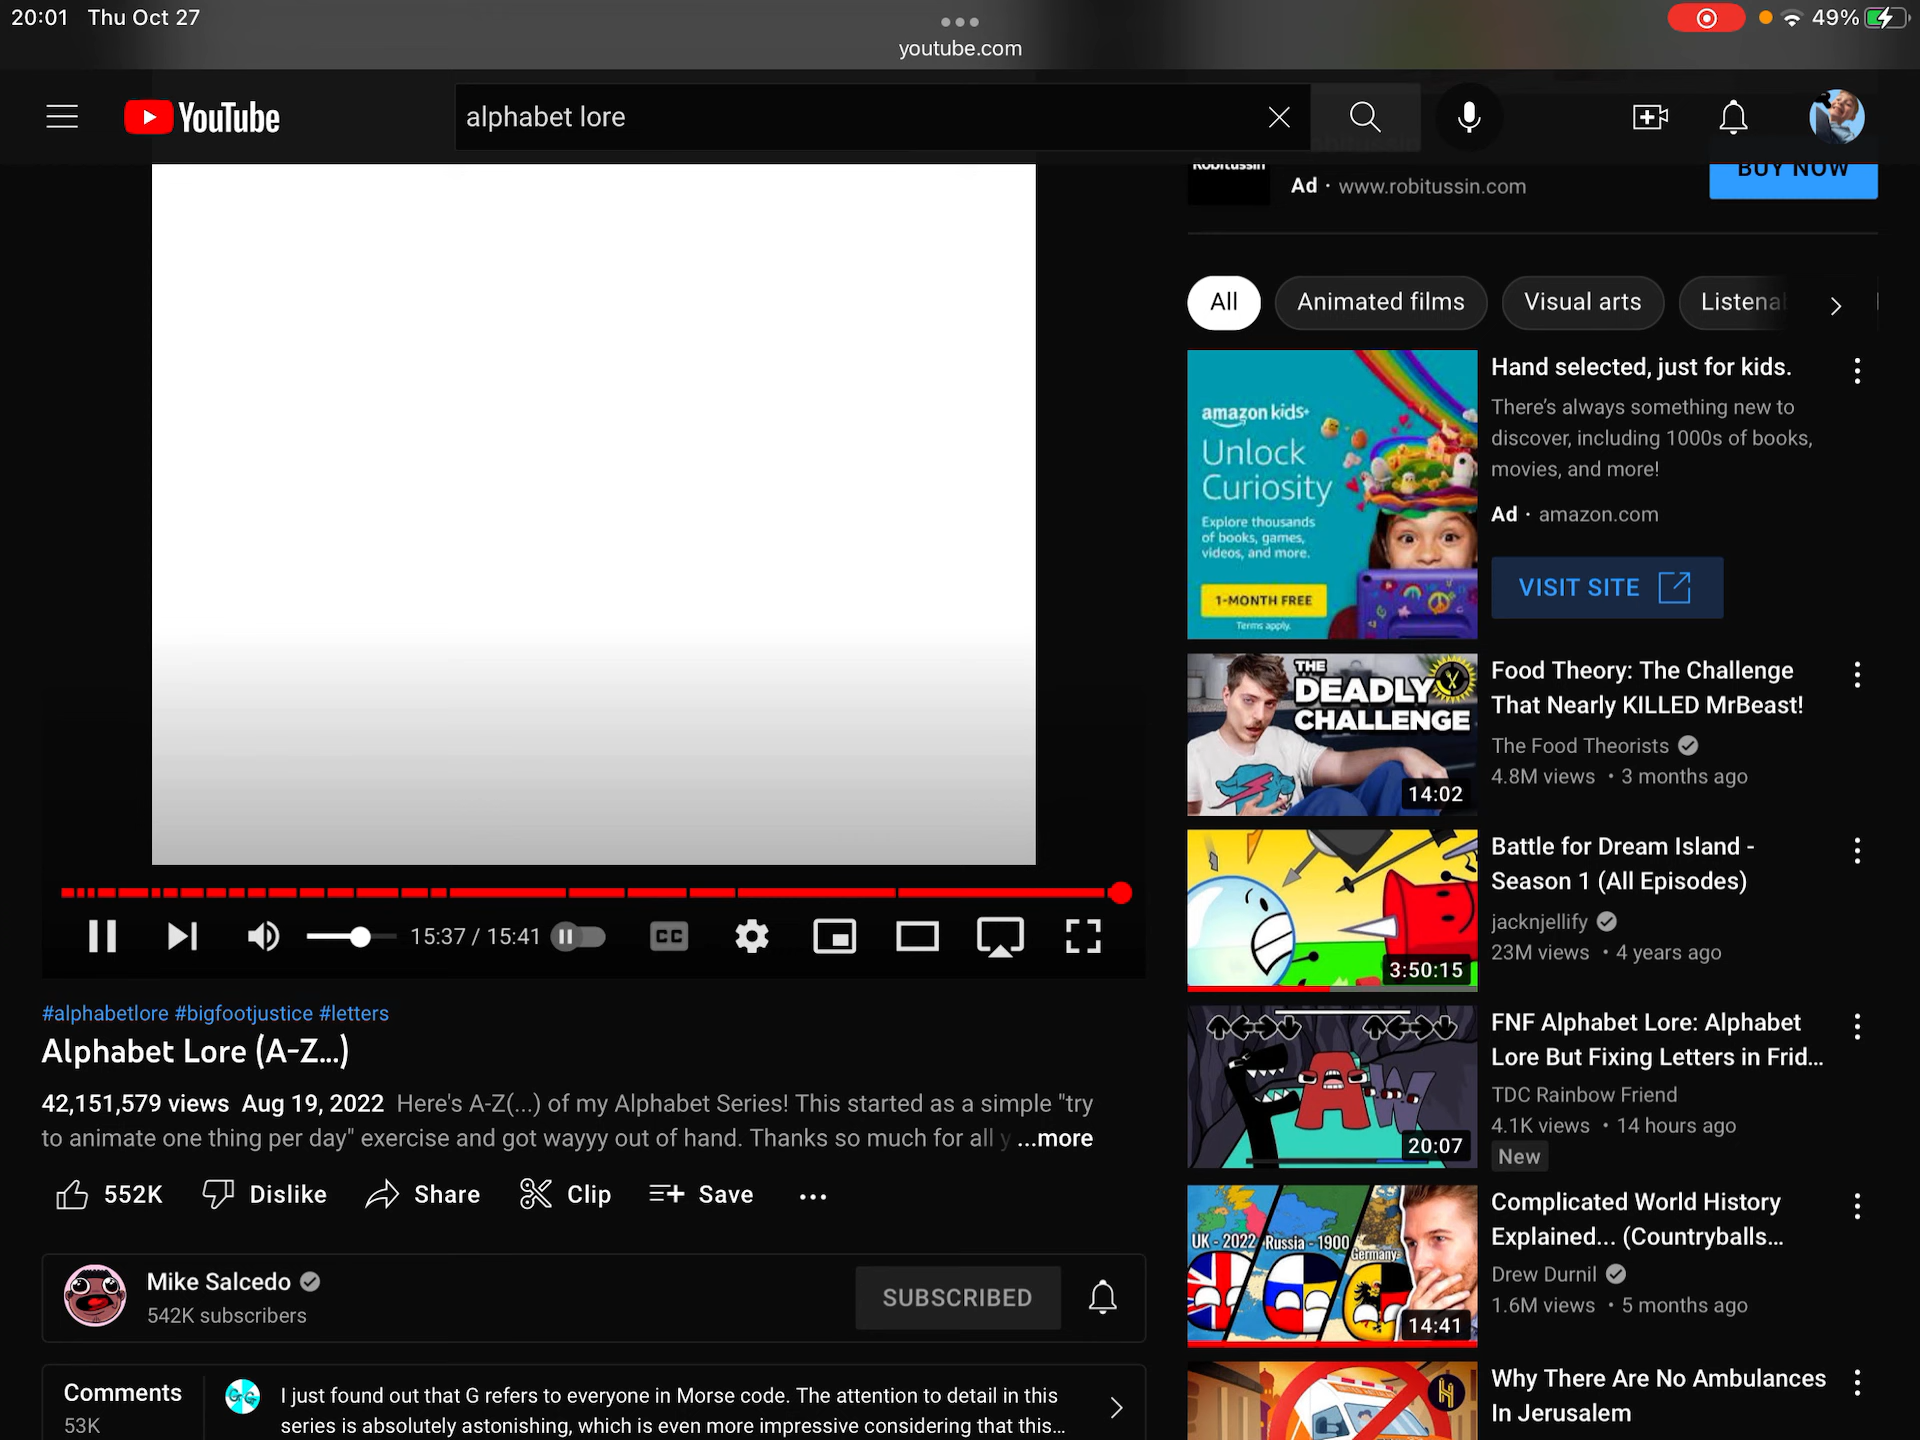 20:01 Thu Oct 27
49%
youtube.com
YouTube
alphabet lore
Robitussin
Ad · www.robitussin.com
BUY NOW
All
Animated films
Visual arts
Hand selected, just for kids.
There's always something new to
discover, including 1000s of books,
movies, and more!
Ad · amazon.com
VISIT SITE
amazon kids+
Unlock
Curiosity
Explore thousands
of books, games,
videos, and more.
1-MONTH FREE
Terms apply.
THE
DEADLY
CHALLENGE
14:02
Food Theory: The Challenge
That Nearly KILLED MrBeast!
The Food Theorists
4.8M views • 3 months ago
3:50:15
Battle for Dream Island -
Season 1 (All Episodes)
jacknjellify
23M views • 4 years ago
20:07
FNF Alphabet Lore: Alphabet
Lore But Fixing Letters in Frid...
TDC Rainbow Friend
4.1K views • 14 hours ago
New
UK - 2022
Russia - 1900
Germany
14:41
Complicated World History
Explained... (Countryballs...
Drew Durnil
1.6M views • 5 months ago
Why There Are No Ambulances
In Jerusalem
15:37 / 15:41
CC
#alphabetlore #bigfootjustice #letters
Alphabet Lore (A-Z...)
42,151,579 views Aug 19, 2022 Here's A-Z(...) of my Alphabet Series! This started as a simple "try
to animate one thing per day" exercise and got wayyy out of hand. Thanks so much for all y ...more
552K
Dislike
Share
Clip
Save
Mike Salcedo
542K subscribers
SUBSCRIBED
Comments
53K
I just found out that G refers to everyone in Morse code. The attention to detail in this
series is absolutely astonishing, which is even more impressive considering that this...